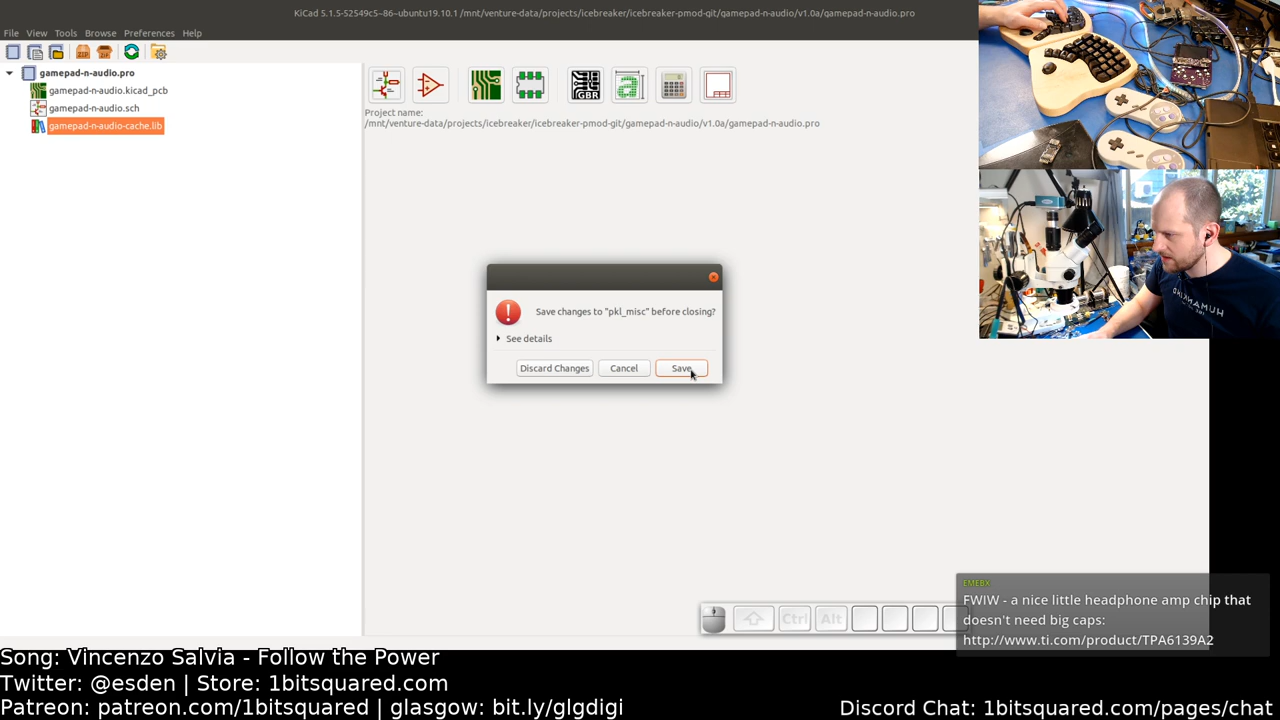 KiCad 5.1.5-52549c5~86~ubuntu19.10.1 /mnt/venture-data/projects/icebreaker/icebreaker-pmod-git/gamepad-n-audio/v1.0a/gamepad-n-audio.pro
File View Tools Browse Preferences Help
gamepad-n-audio.pro
gamepad-n-audio.kicad_pcb
gamepad-n-audio.sch
gamepad-n-audio-cache.lib
Project name:
/mnt/venture-data/projects/icebreaker/icebreaker-pmod-git/gamepad-n-audio/v1.0a/gamepad-n-audio.pro
Save changes to "pkl_misc" before closing?
See details
Discard Changes Cancel Save
Ctrl Alt
EMEBX
FWIW - a nice little headphone amp chip that
doesn't need big caps:
http://www.ti.com/product/TPA6139A2
Song: Vincenzo Salvia - Follow the Power
Twitter: @esden | Store: 1bitsquared.com
Patreon: patreon.com/1bitsquared | glasgow: bit.ly/glgdigi
Discord Chat: 1bitsquared.com/pages/chat